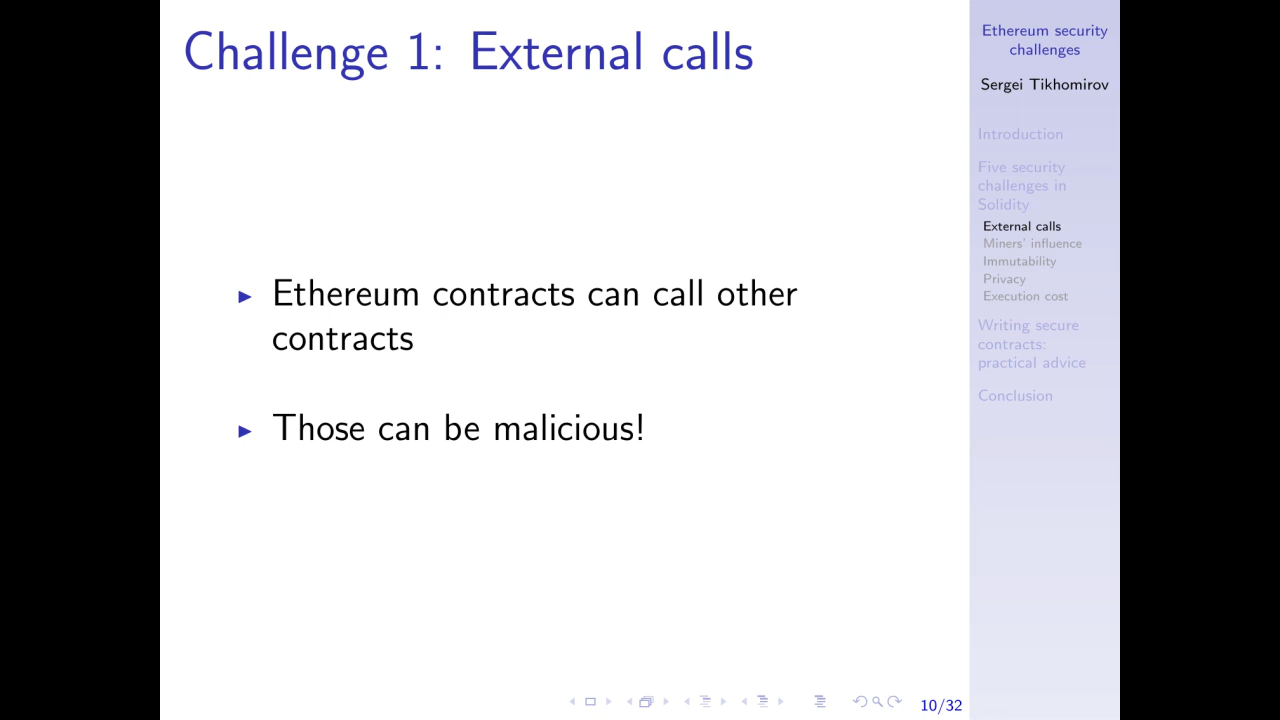 Challenge 1: External calls
Ethereum contracts can call other
contracts
Those can be malicious!
10/32
Ethereum security
challenges
Sergei Tikhomirov
Introduction
Five security
challenges in
Solidity
External calls
Miners' influence
Immutability
Privacy
Execution cost
Writing secure
contracts:
practical advice
Conclusion